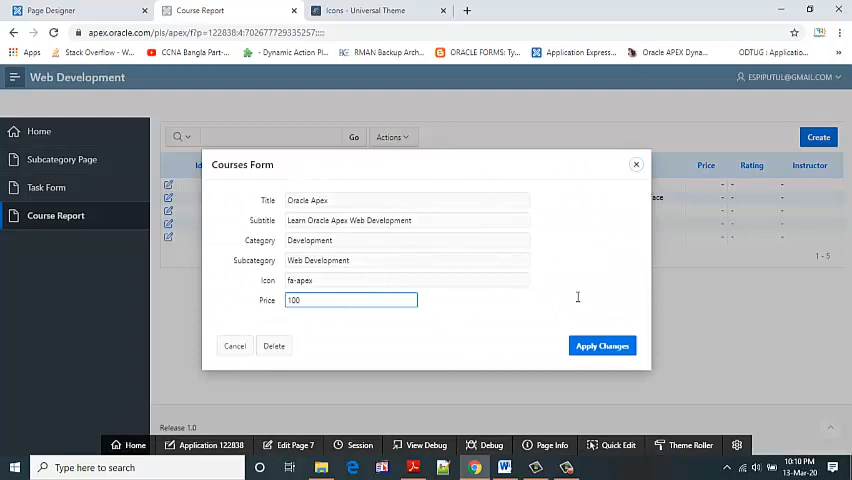 Page Designer
Course Report
Icons - Universal Theme
apex.oracle.com/pls/apex/f?p=122838:4:702677729335257::::
Apps
Stack Overflow - W...
CCNA Bangla Part-...
- Dynamic Action Pl...
RMAN Backup Arch...
ORACLE FORMS: Ty...
Application Express...
Oracle APEX Dyna...
ODTUG : Applicatio...
Web Development
ESPIPUTUL@GMAIL.COM
Home
Subcategory Page
Task Form
Course Report
Go
Actions
Create
Price
Rating
Instructor
1 - 5
Courses Form
Title
Oracle Apex
Subtitle
Learn Oracle Apex Web Development
Category
Development
Subcategory
Web Development
Icon
fa-apex
Price
100
Cancel
Delete
Apply Changes
Release 1.0
Home
Application 122838
Edit Page 7
Session
View Debug
Debug
Page Info
Quick Edit
Theme Roller
Type here to search
10:10 PM
13-Mar-20